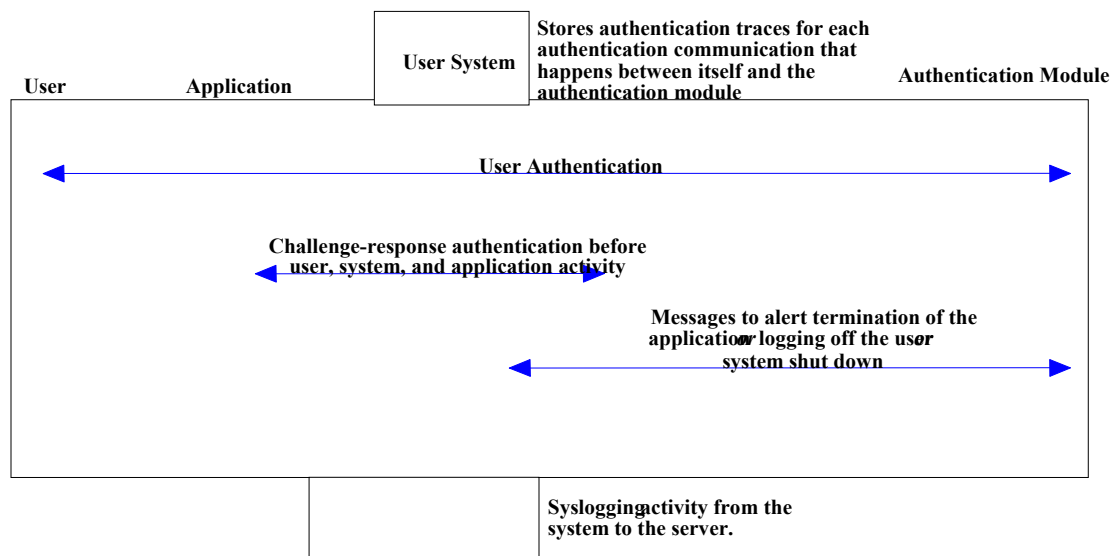 User
Application
User System
Stores authentication traces for each
authentication communication that
happens between itself and the
authentication module
Authentication Module
User Authentication
Challenge-response authentication before
user, system, and application activity
Messages to alert termination of the
application or logging off the user or
system shut down
Syslogging activity from the
system to the server.